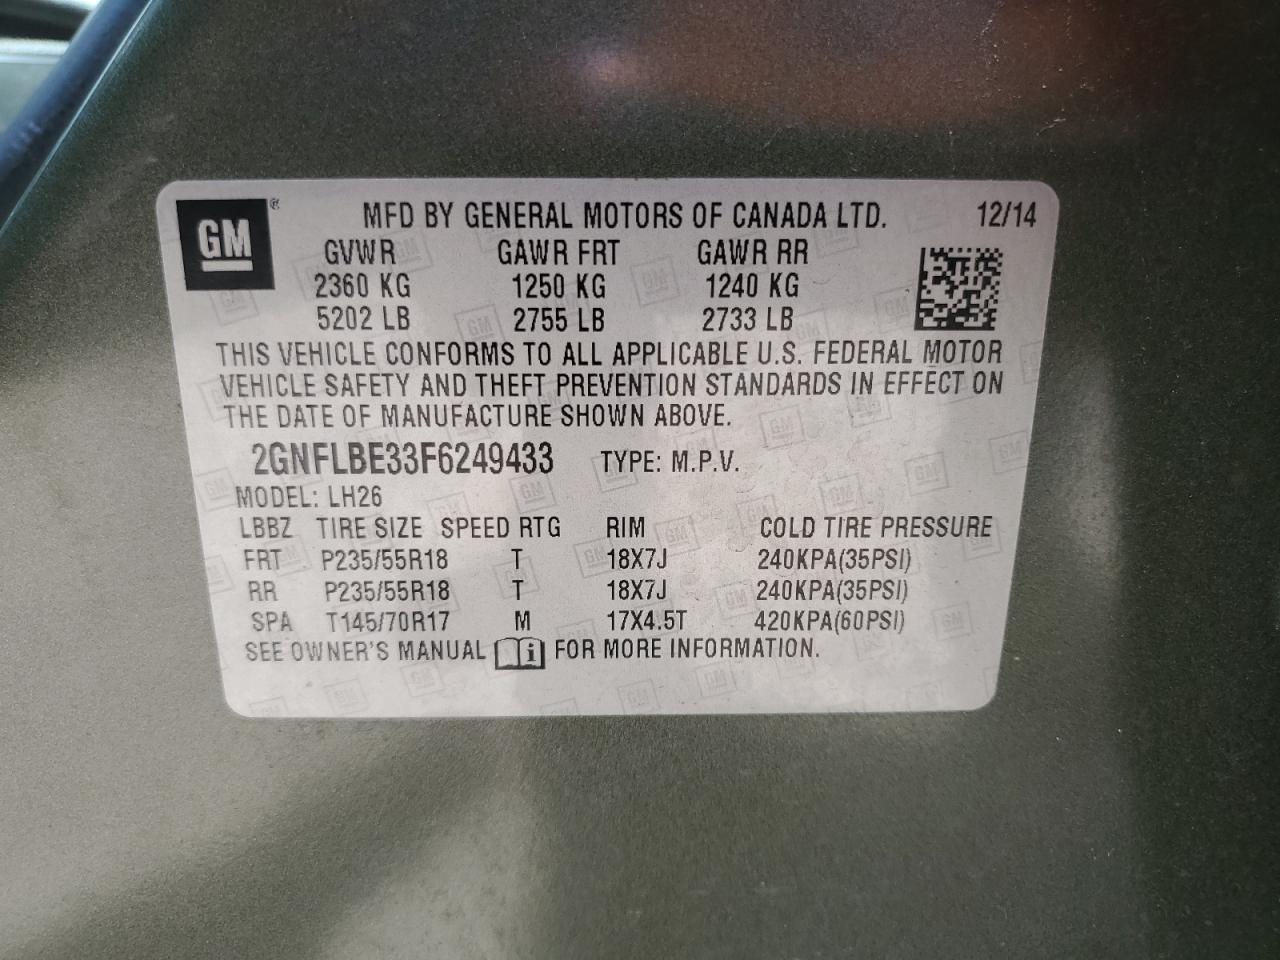 GM ®
MFD BY GENERAL MOTORS OF CANADA LTD. 12/14
GVWR GAWR FRT GAWR RR
2360 KG 1250 KG 1240 KG
5202 LB 2755 LB 2733 LB
THIS VEHICLE CONFORMS TO ALL APPLICABLE U.S. FEDERAL MOTOR
VEHICLE SAFETY AND THEFT PREVENTION STANDARDS IN EFFECT ON
THE DATE OF MANUFACTURE SHOWN ABOVE.
2GNFLBE33F6249433 TYPE: M.P.V.
MODEL: LH26
LBBZ TIRE SIZE SPEED RTG RIM COLD TIRE PRESSURE
FRT P235/55R18 T 18X7J 240KPA(35PSI)
RR P235/55R18 T 18X7J 240KPA(35PSI)
SPA T145/70R17 M 17X4.5T 420KPA(60PSI)
SEE OWNER'S MANUAL i FOR MORE INFORMATION.